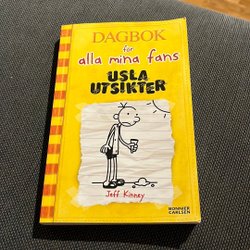 DAGBOK
för
alla mina fans
USLA
UTSIKTER
Jeff Kinney
BONNIER
CARLSEN